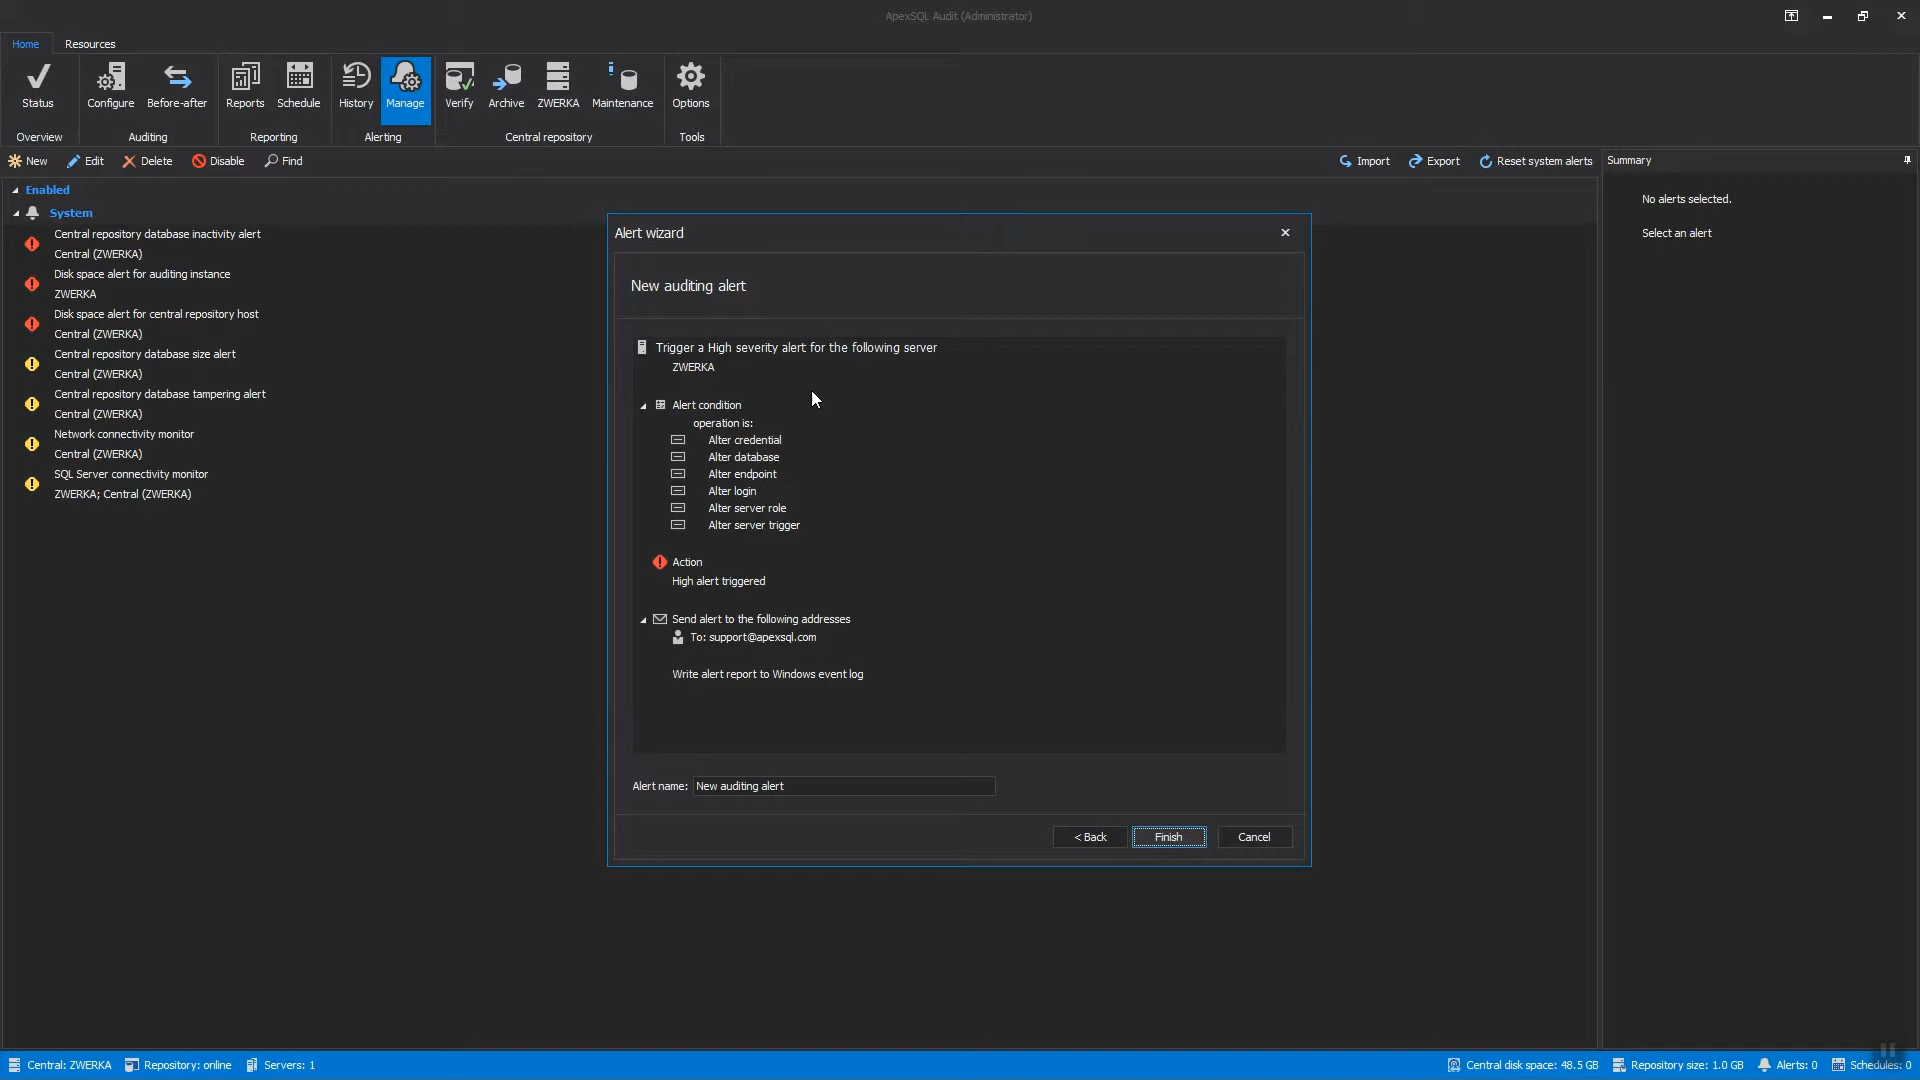 ApexSQL Audit (Administrator)
Home
Resources
Status
Configure
Before-after
Reports
Schedule
History
Manage
Verify
Archive
ZWERKA
Maintenance
Options
Overview
Auditing
Reporting
Alerting
Central repository
Tools
New
Edit
Delete
Disable
Find
Import
Export
Reset system alerts
Summary
No alerts selected.
Select an alert
Enabled
System
Central repository database inactivity alert
Central (ZWERKA)
Disk space alert for auditing instance
ZWERKA
Disk space alert for central repository host
Central (ZWERKA)
Central repository database size alert
Central (ZWERKA)
Central repository database tampering alert
Central (ZWERKA)
Network connectivity monitor
Central (ZWERKA)
SQL Server connectivity monitor
ZWERKA; Central (ZWERKA)
Alert wizard
New auditing alert
Trigger a High severity alert for the following server
ZWERKA
Alert condition
operation is:
Alter credential
Alter database
Alter endpoint
Alter login
Alter server role
Alter server trigger
Action
High alert triggered
Send alert to the following addresses
To: support@apexsql.com
Write alert report to Windows event log
Alert name: New auditing alert
< Back
Finish
Cancel
Central: ZWERKA
Repository: online
Servers: 1
Central disk space: 48.5 GB
Repository size: 1.0 GB
Alerts: 0
Schedules: 0